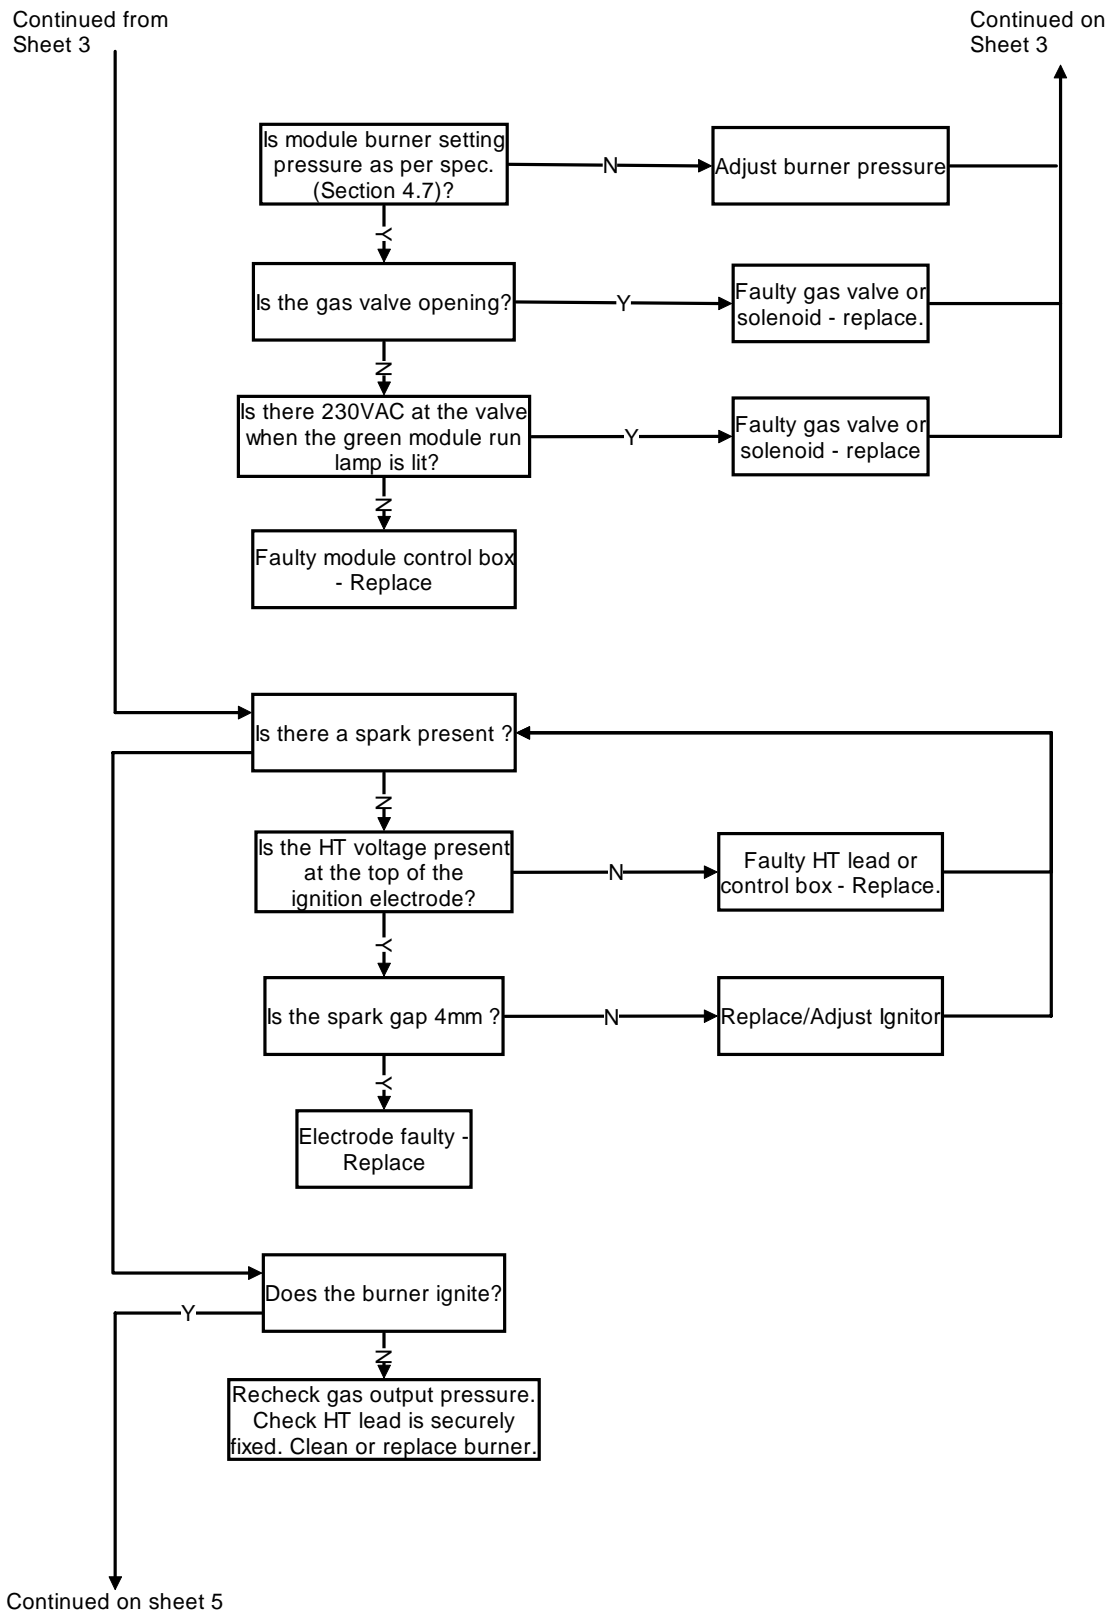 Continued from
Sheet 3
Continued on
Sheet 3
Is module burner setting
pressure as per spec.
(Section 4.7)?
N
Adjust burner pressure
Y
Is the gas valve opening?
Y
Faulty gas valve or
solenoid - replace.
N
Is there 230VAC at the valve
when the green module run
lamp is lit?
Y
Faulty gas valve or
solenoid - replace
N
Faulty module control box
- Replace
Is there a spark present ?
N
Is the HT voltage present
at the top of the
ignition electrode?
N
Faulty HT lead or
control box - Replace.
Y
Is the spark gap 4mm ?
N
Replace/Adjust Ignitor
Y
Electrode faulty -
Replace
Does the burner ignite?
Y
N
Recheck gas output pressure.
Check HT lead is securely
fixed. Clean or replace burner.
Continued on sheet 5